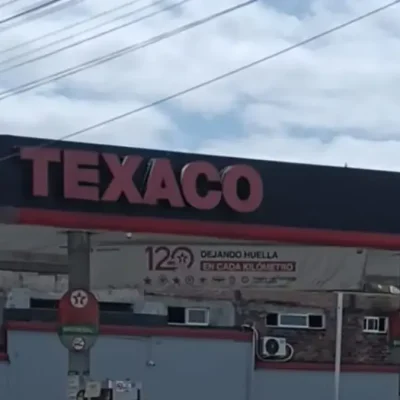 TEXACO
120 DEJANDO HUELLA
EN CADA KILÓMETRO